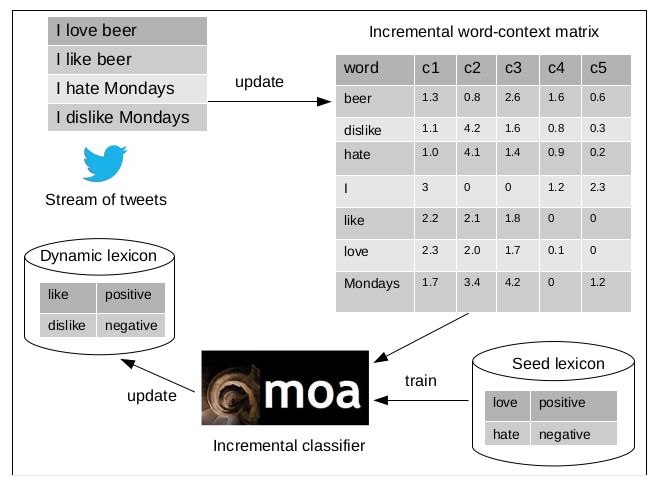 I love beer
I like beer
I hate Mondays
I dislike Mondays
Stream of tweets
update
Incremental word-context matrix
word c1 c2 c3 c4 c5
beer 1.3 0.8 2.6 1.6 0.6
dislike 1.1 4.2 1.6 0.8 0.3
hate 1.0 4.1 1.4 0.9 0.2
I 3 0 0 1.2 2.3
like 2.2 2.1 1.8 0 0
love 2.3 2.0 1.7 0.1 0
Mondays 1.7 3.4 4.2 0 1.2
Dynamic lexicon
like positive
dislike negative
update
moa
Incremental classifier
train
Seed lexicon
love positive
hate negative